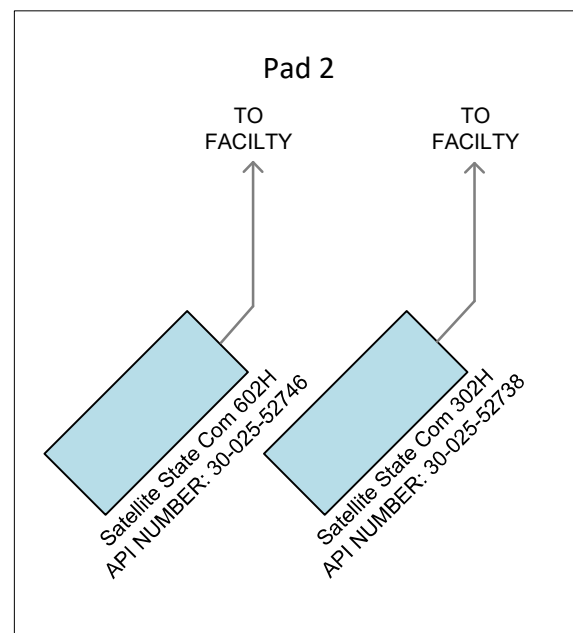 Pad 2
TO
FACILTY
TO
FACILTY
Satellite State Com 602H
API NUMBER: 30-025-52746
Satellite State Com 302H
API NUMBER: 30-025-52738